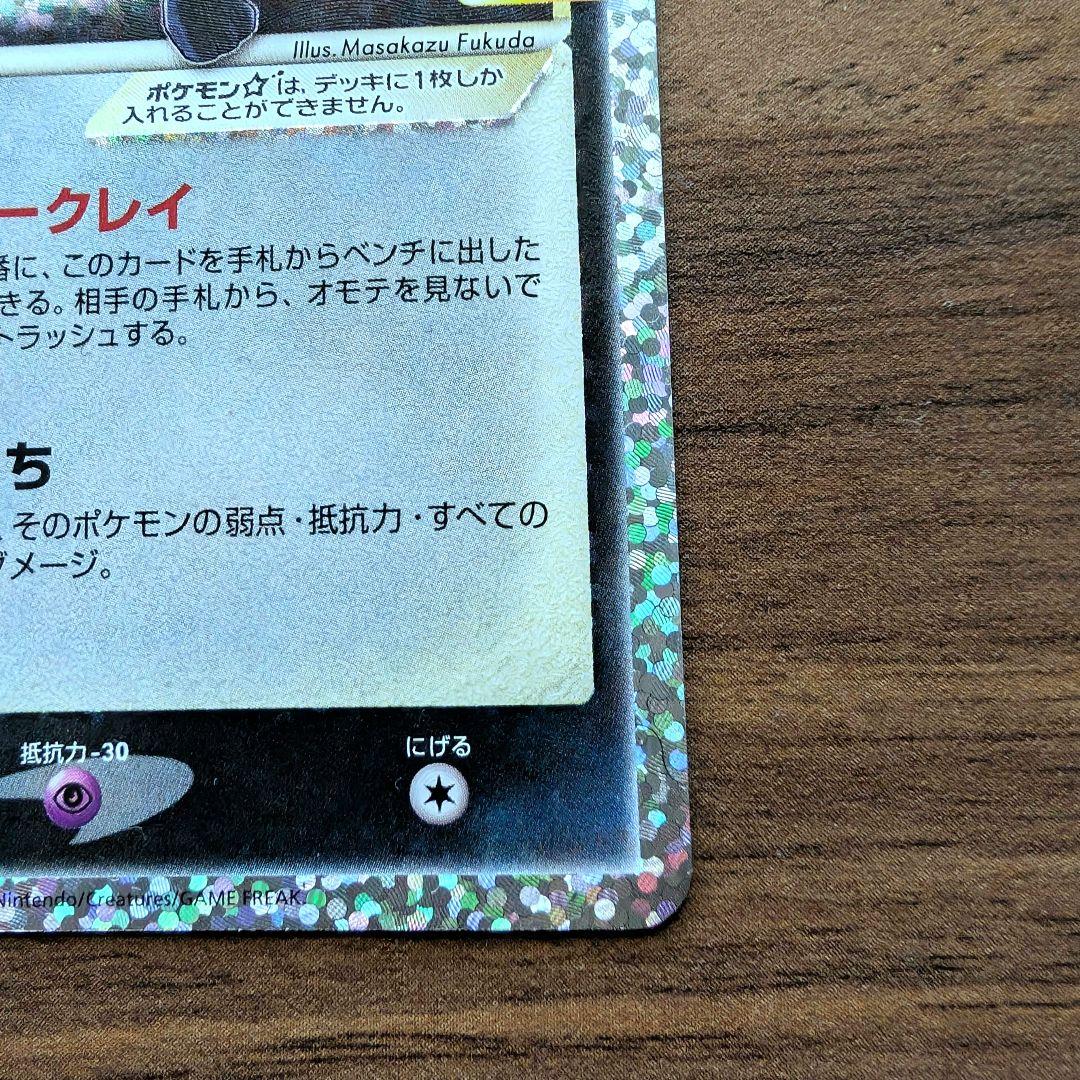 Illus. Masakazu Fukuda
ポケモン☆は、デッキに1枚しか
入れることができません。
ークレイ
番に、このカードを手札からベンチに出した
きる。相手の手札から、オモテを見ないで
トラッシュする。
うち
、そのポケモンの弱点・抵抗力・すべての
ダメージ。
抵抗力-30
にげる
Nintendo/Creatures/GAME FREAK.